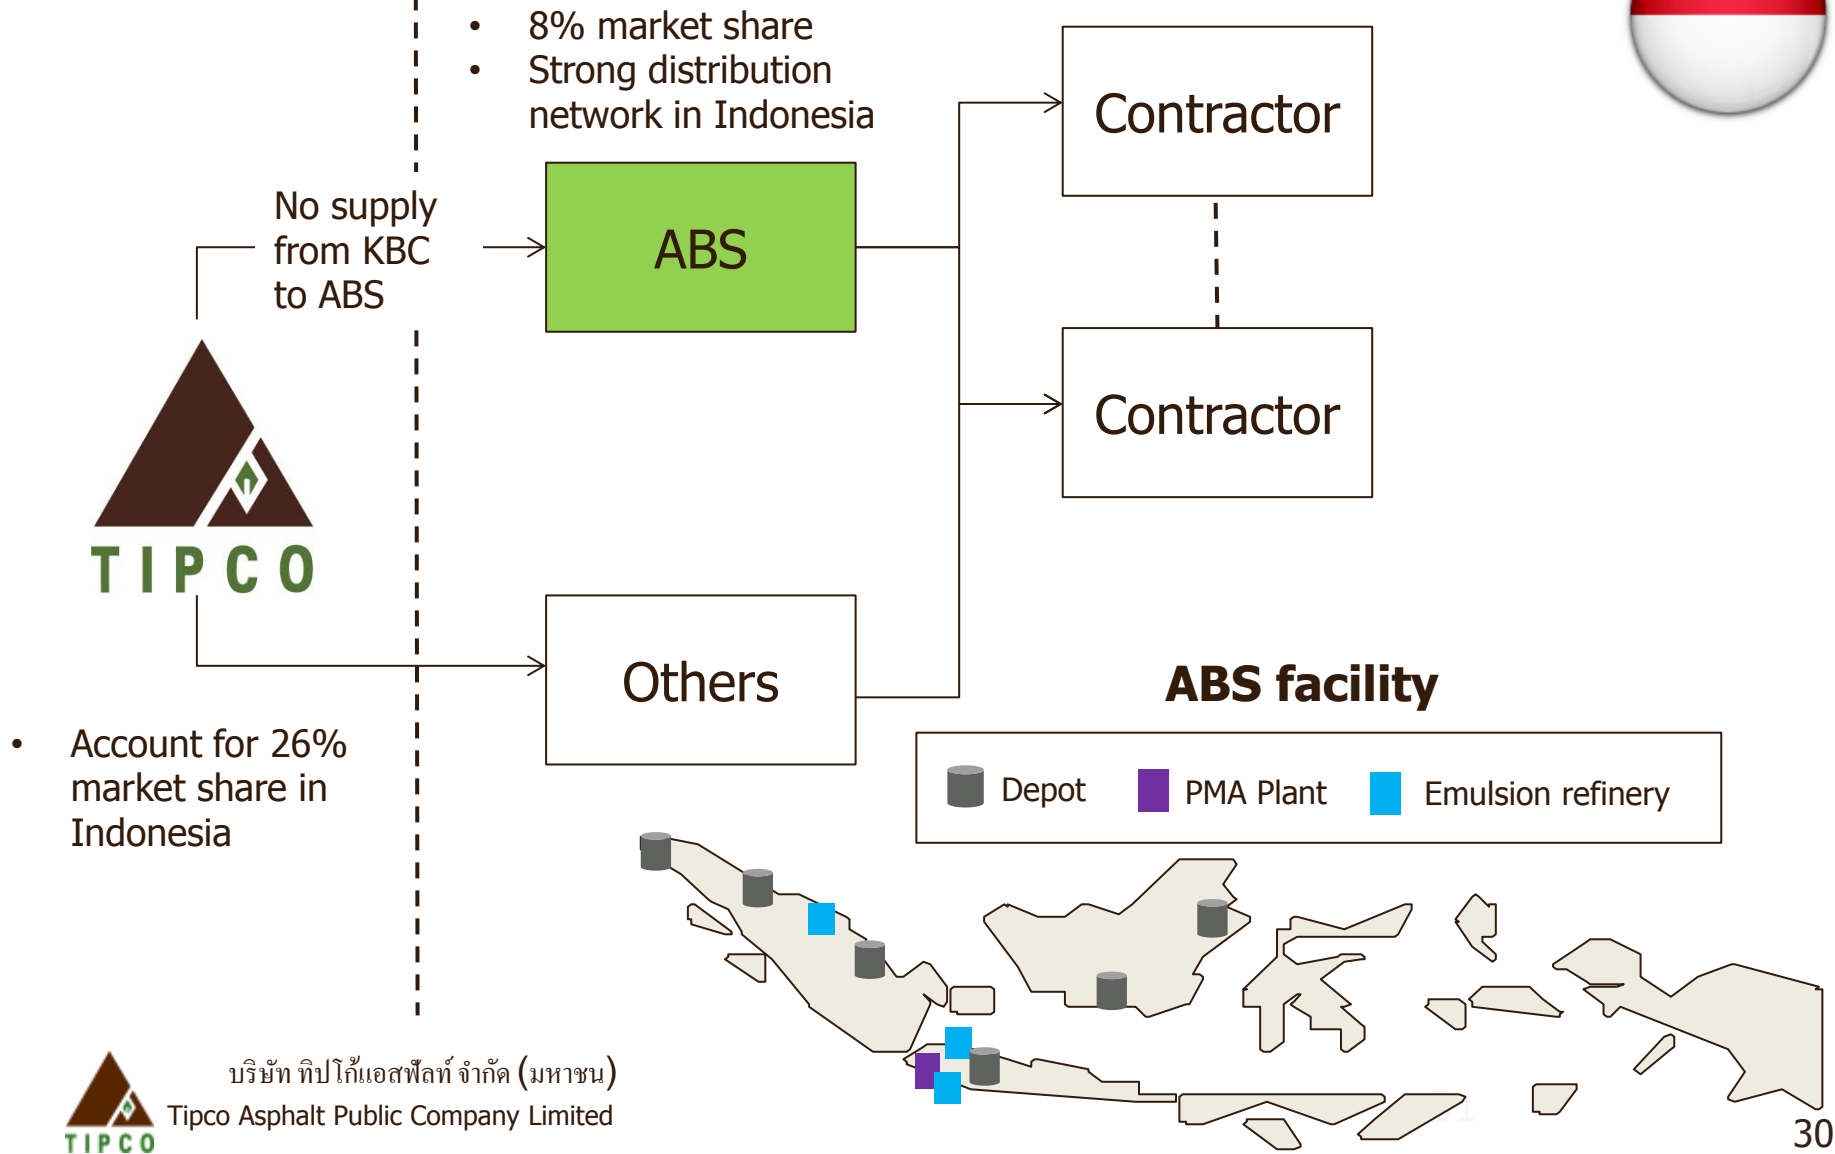 • 8% market share
• Strong distribution
network in Indonesia
Contractor
No supply
from KBC
to ABS
ABS
Contractor
TIPCO
Others
• Account for 26%
market share in
Indonesia
ABS facility
Depot
PMA Plant
Emulsion refinery
บริษัท ทิปโก้แอสฟัลท์ จำกัด (มหาชน)
Tipco Asphalt Public Company Limited
TIPCO
30